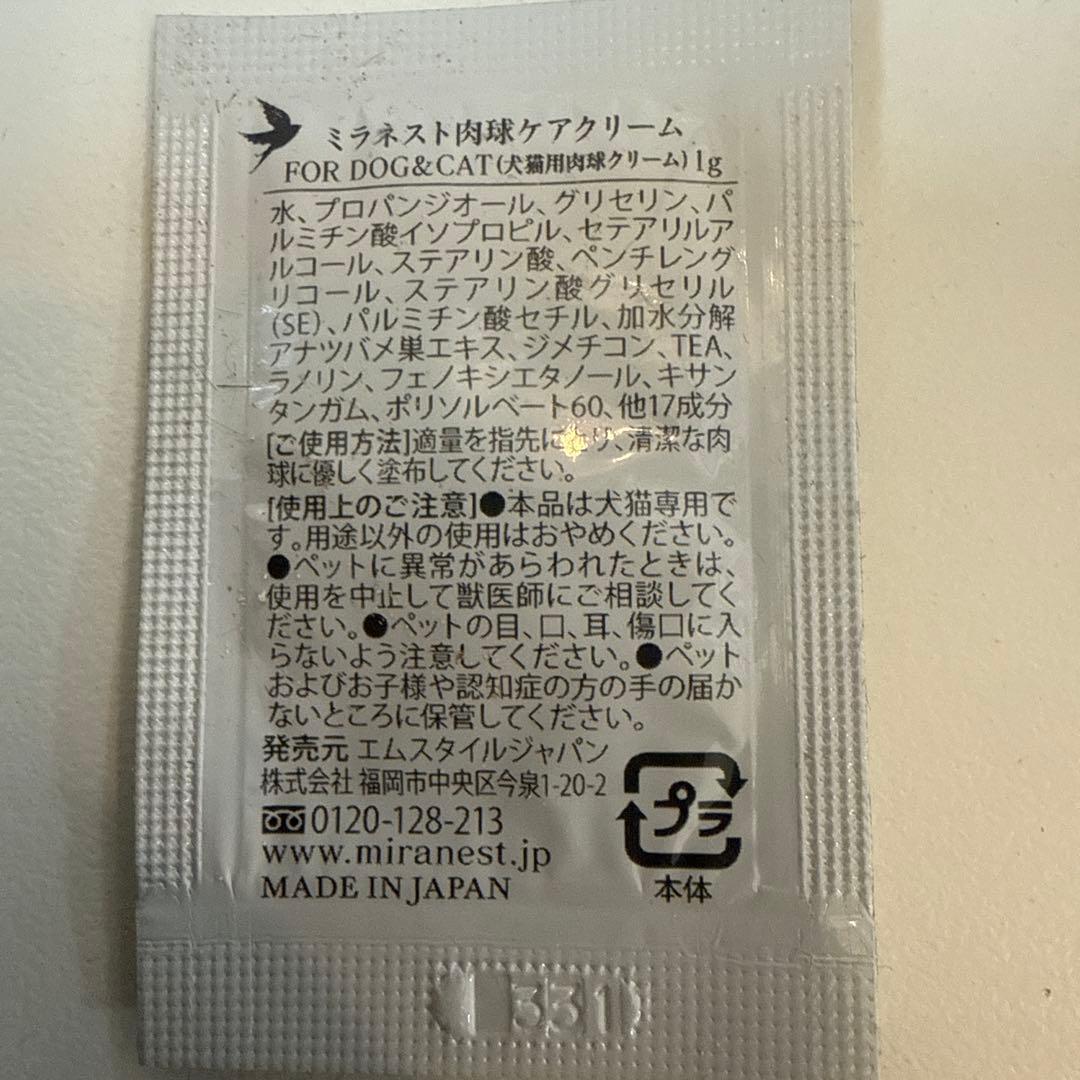 ミラネスト肉球ケアクリーム
FOR DOG&CAT(犬猫用肉球クリーム)1g
水、プロパンジオール、グリセリン、パ
ルミチン酸イソプロピル、セテアリルア
ルコール、ステアリン酸、ペンチレング
リコール、ステアリン酸グリセリル
(SE)、パルミチン酸セチル、加水分解
アナツバメ巣エキス、ジメチコン、TEA、
ラノリン、フェノキシエタノール、キサン
タンガム、ポリソルベート60、他17成分
[ご使用方法]適量を指先にとり、清潔な肉
球に優しく塗布してください。
[使用上のご注意]●本品は犬猫専用で
す。用途以外の使用はおやめください。
●ペットに異常があらわれたときは、
使用を中止して獣医師にご相談してく
ださい。●ペットの目、口、耳、傷口に入
らないよう注意してください。●ペット
およびお子様や認知症の方の手の届か
ないところに保管してください。
発売元 エムスタイルジャパン
株式会社 福岡市中央区今泉1-20-2
0120-128-213
www.miranest.jp
MADE IN JAPAN
プラ
本体
1331